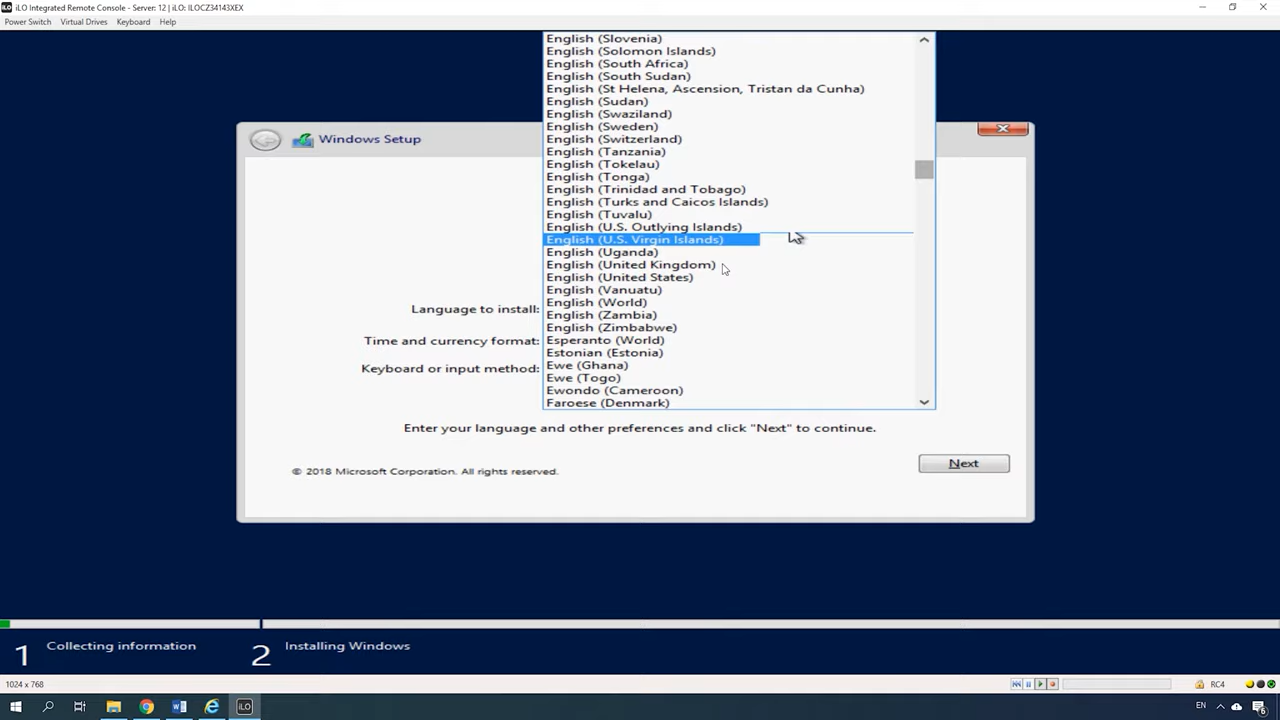 iLO Integrated Remote Console - Server: 12 | iLO: ILOCZ34143XEX
Power Switch Virtual Drives Keyboard Help
English (Slovenia)
English (Solomon Islands)
English (South Africa)
English (South Sudan)
English (St Helena, Ascension, Tristan da Cunha)
English (Sudan)
English (Swaziland)
English (Sweden)
English (Switzerland)
English (Tanzania)
English (Tokelau)
English (Tonga)
English (Trinidad and Tobago)
English (Turks and Caicos Islands)
English (Tuvalu)
English (U.S. Outlying Islands)
English (U.S. Virgin Islands)
English (Uganda)
English (United Kingdom)
English (United States)
English (Vanuatu)
English (World)
English (Zambia)
English (Zimbabwe)
Esperanto (World)
Estonian (Estonia)
Ewe (Ghana)
Ewe (Togo)
Ewondo (Cameroon)
Faroese (Denmark)
Windows Setup
Language to install:
Time and currency format:
Keyboard or input method:
Enter your language and other preferences and click "Next" to continue.
© 2018 Microsoft Corporation. All rights reserved.
Next
1 Collecting information 2 Installing Windows
1024 x 768 RC4
iLO EN 6